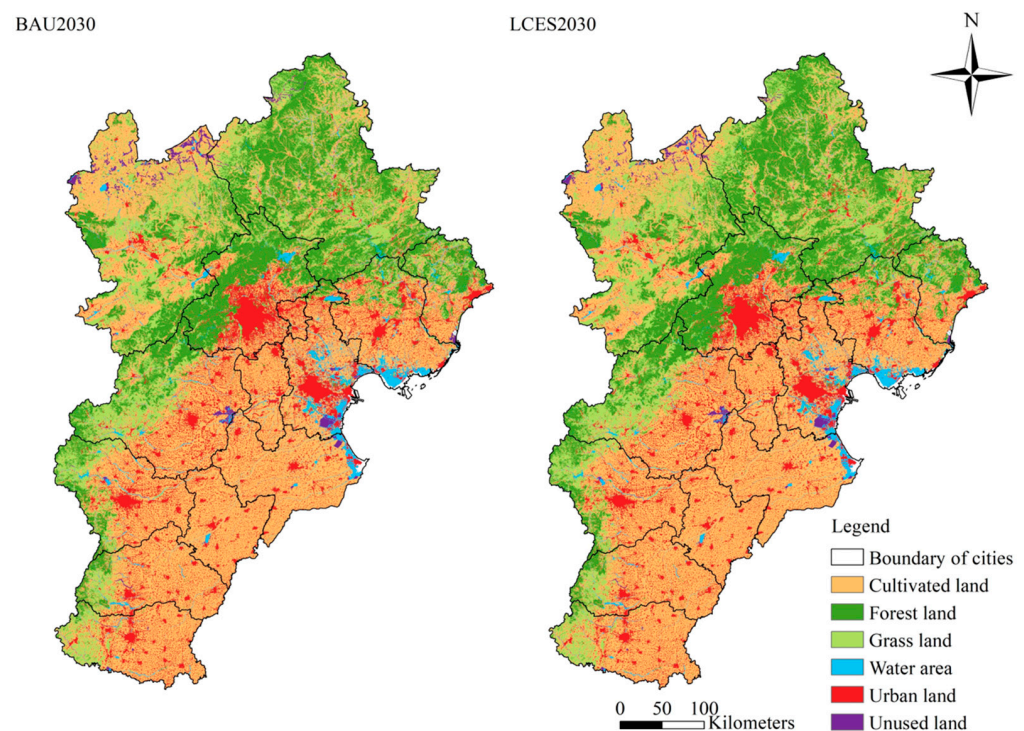 BAU2030
LCES2030
N
Legend
Boundary of cities
Cultivated land
Forest land
Grass land
Water area
Urban land
Unused land
0 50 100
Kilometers